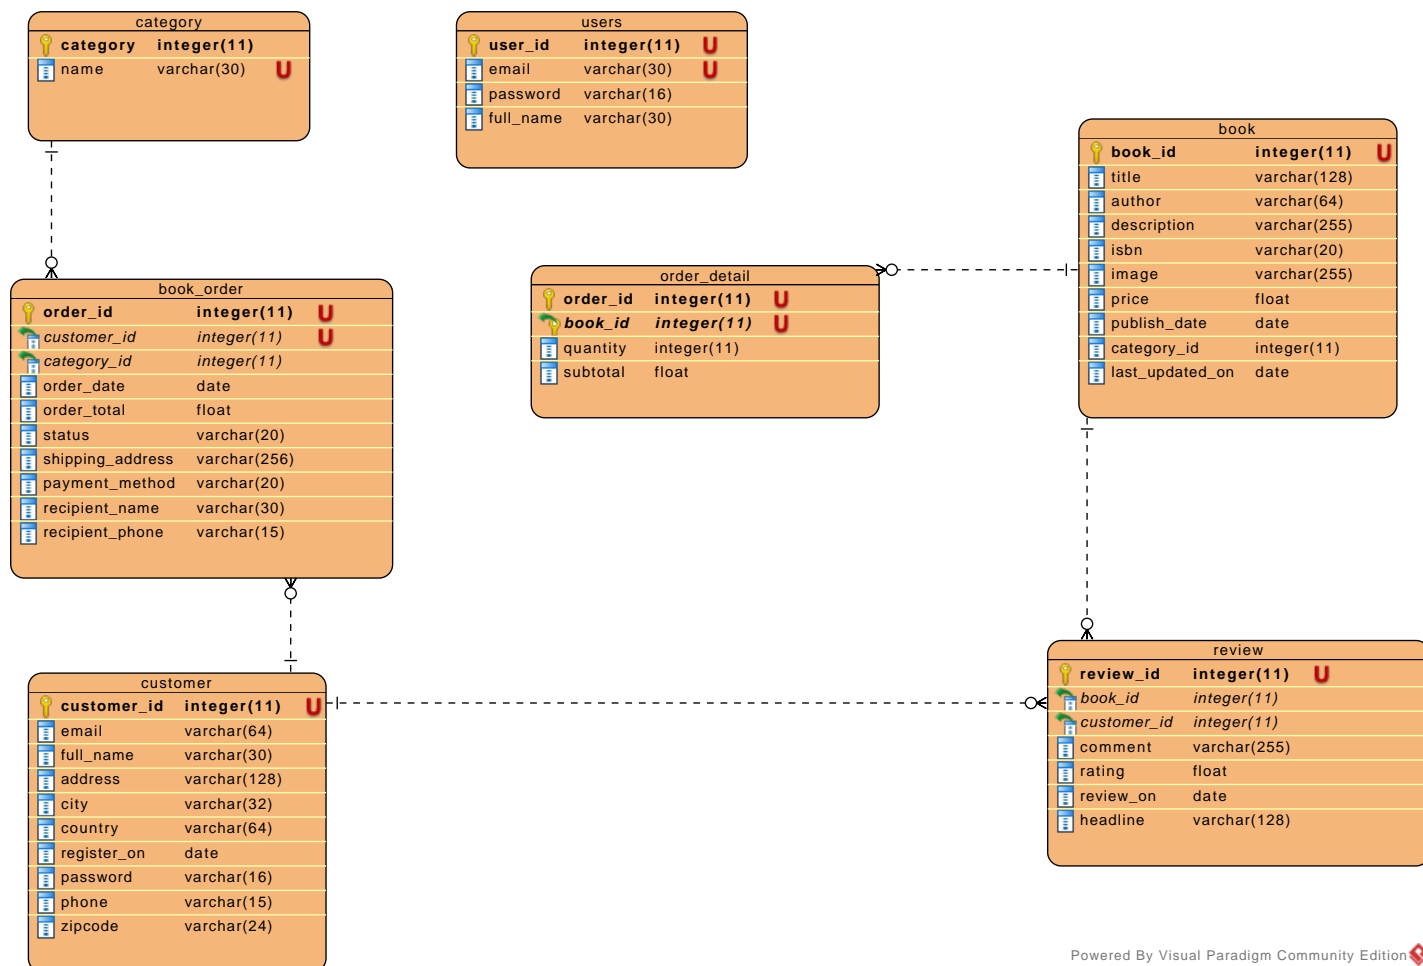 category
category integer(11)
name varchar(30) U
users
user_id integer(11) U
email varchar(30) U
password varchar(16)
full_name varchar(30)
book
book_id integer(11) U
title varchar(128)
author varchar(64)
description varchar(255)
isbn varchar(20)
image varchar(255)
price float
publish_date date
category_id integer(11)
last_updated_on date
order_detail
order_id integer(11) U
book_id integer(11) U
quantity integer(11)
subtotal float
book_order
order_id integer(11) U
customer_id integer(11) U
category_id integer(11)
order_date date
order_total float
status varchar(20)
shipping_address varchar(256)
payment_method varchar(20)
recipient_name varchar(30)
recipient_phone varchar(15)
customer
customer_id integer(11) U
email varchar(64)
full_name varchar(30)
address varchar(128)
city varchar(32)
country varchar(64)
register_on date
password varchar(16)
phone varchar(15)
zipcode varchar(24)
review
review_id integer(11) U
book_id integer(11)
customer_id integer(11)
comment varchar(255)
rating float
review_on date
headline varchar(128)
Powered By Visual Paradigm Community Edition